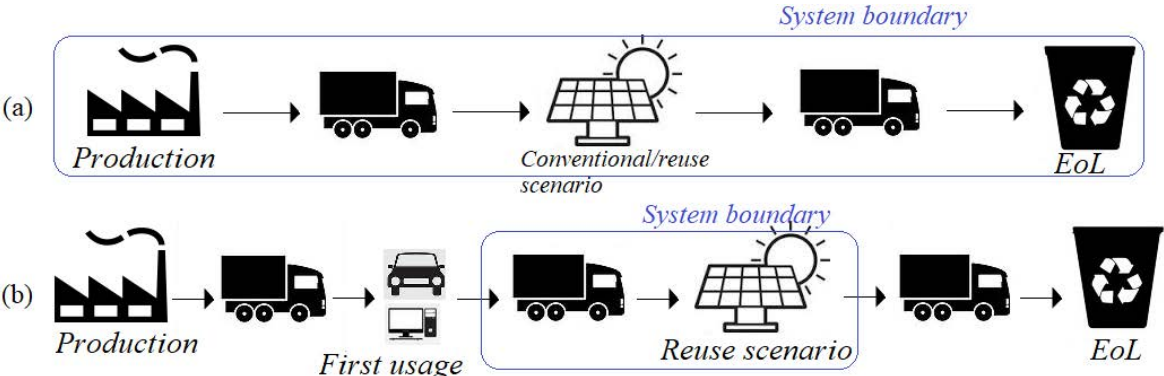 System boundary
(a)
Production
Conventional/reuse
scenario
EoL
System boundary
(b)
Production
First usage
Reuse scenario
EoL